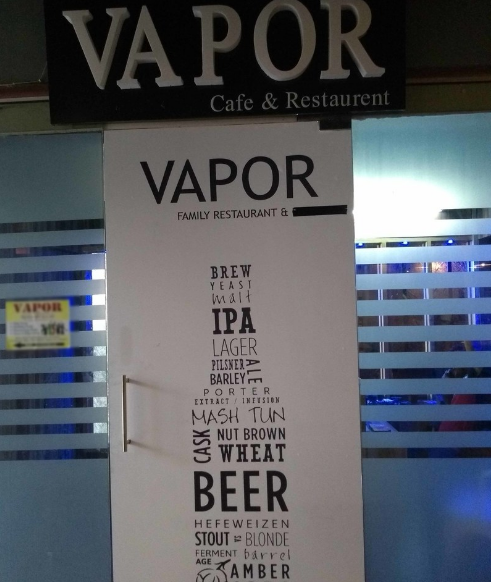 VAPOR
Cafe & Restaurent
VAPOR
FAMILY RESTAURANT &
VAPOR
BREW
YEAST
malt
IPA
LAGER
PILSNER
BARLEY
ALE
PORTER
EXTRACT / INFUSION
MASH TUN
CASK
NUT BROWN
WHEAT
BEER
HEFEWEIZEN
STOUT BLONDE
FERMENT barrel
AGE
AMBER